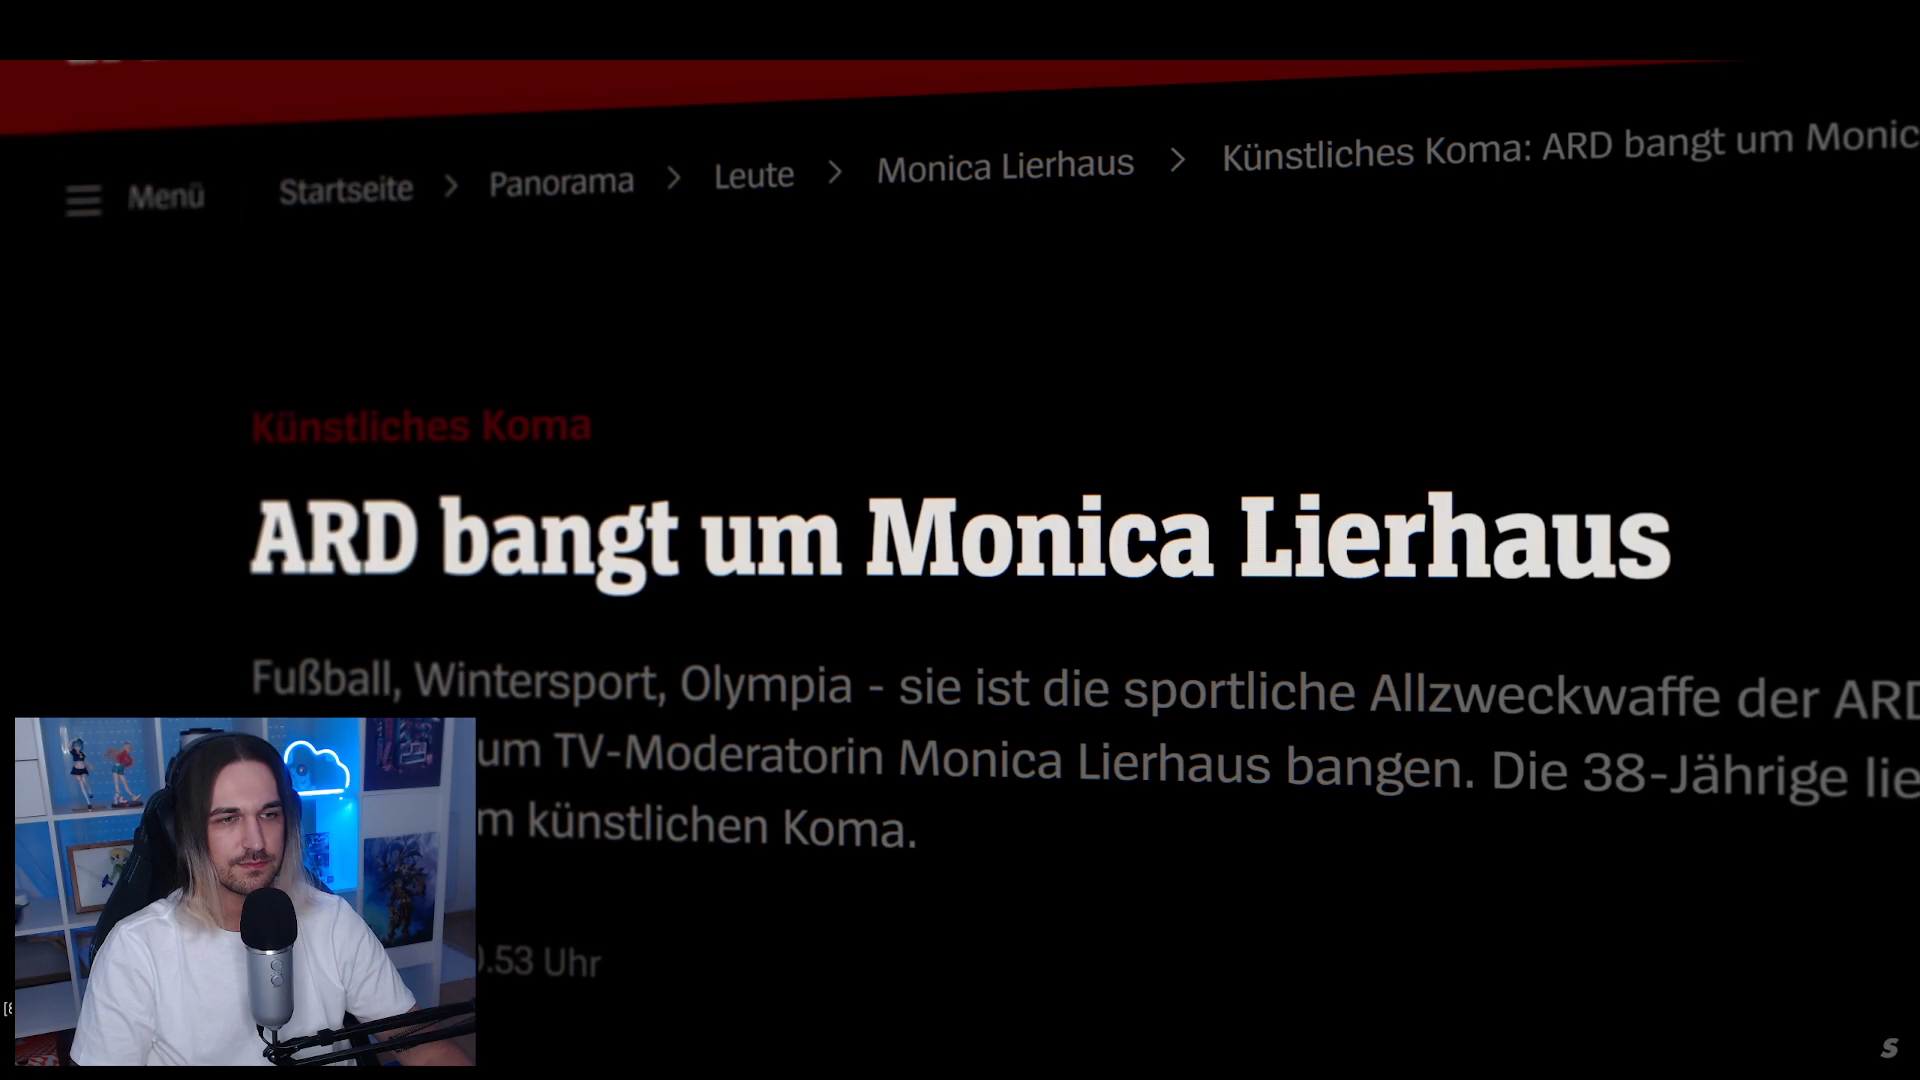 Menü Startseite > Panorama > Leute > Monica Lierhaus > Künstliches Koma: ARD bangt um Monic
Künstliches Koma
ARD bangt um Monica Lierhaus
Fußball, Wintersport, Olympia - sie ist die sportliche Allzweckwaffe der ARD
um TV-Moderatorin Monica Lierhaus bangen. Die 38-Jährige lie
m künstlichen Koma.
.53 Uhr
S